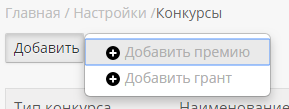 Главная / Настройки /Конкурсы
Добавить
Добавить премию
Добавить грант
Тип конкурса Наименование